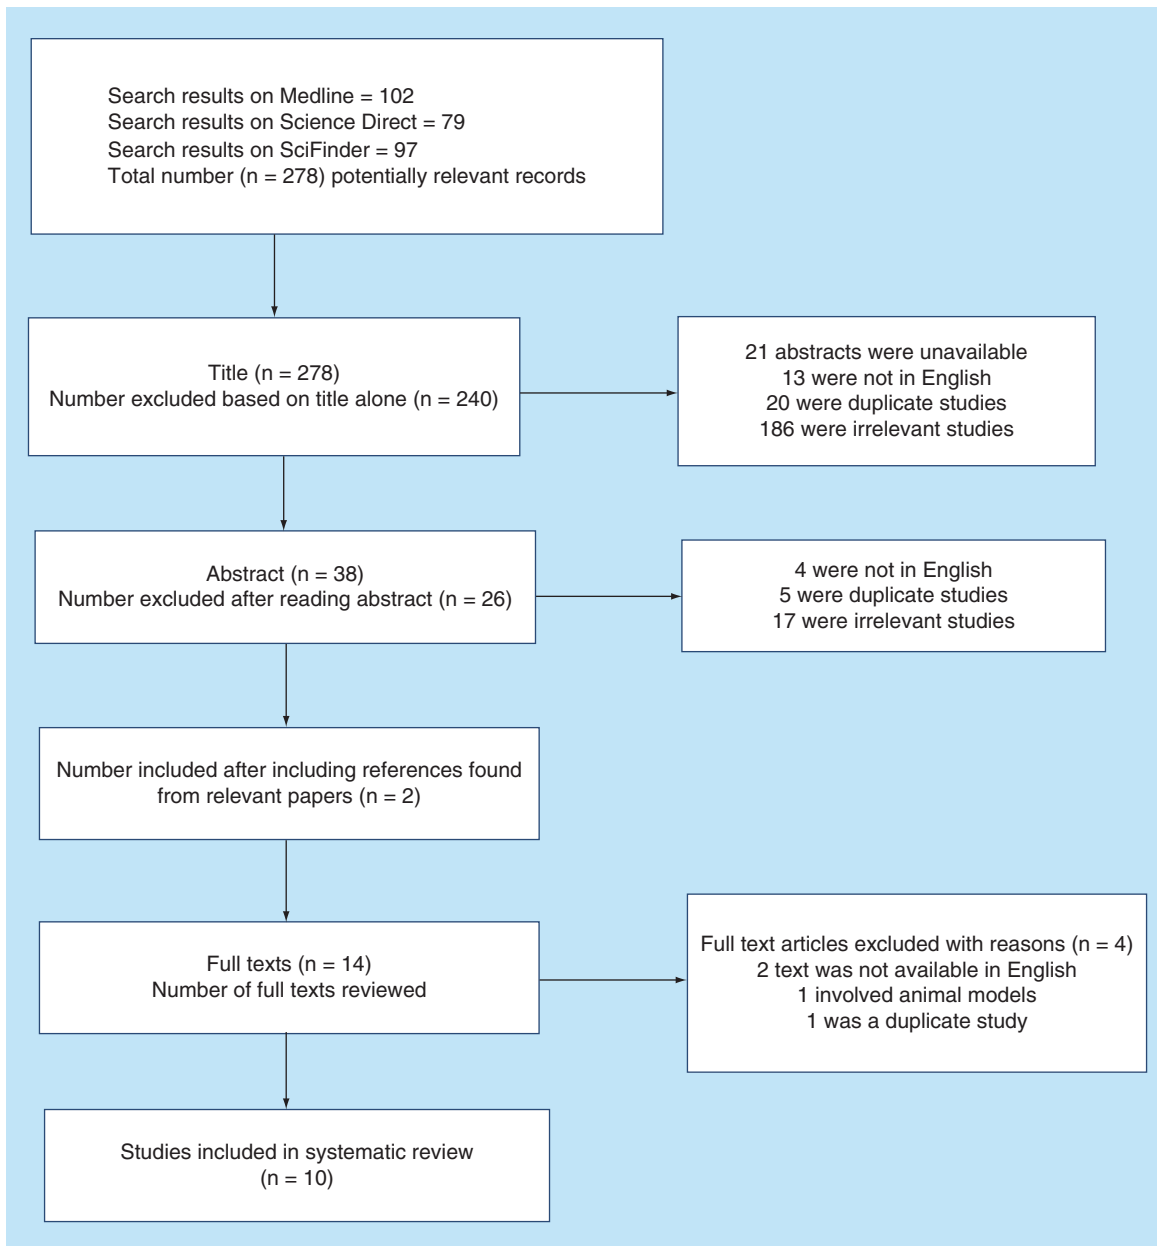 Search results on Medline = 102
Search results on Science Direct = 79
Search results on SciFinder = 97
Total number (n = 278) potentially relevant records
Title (n = 278)
Number excluded based on title alone (n = 240)
21 abstracts were unavailable
13 were not in English
20 were duplicate studies
186 were irrelevant studies
Abstract (n = 38)
Number excluded after reading abstract (n = 26)
4 were not in English
5 were duplicate studies
17 were irrelevant studies
Number included after including references found
from relevant papers (n = 2)
Full texts (n = 14)
Number of full texts reviewed
Full text articles excluded with reasons (n = 4)
2 text was not available in English
1 involved animal models
1 was a duplicate study
Studies included in systematic review
(n = 10)